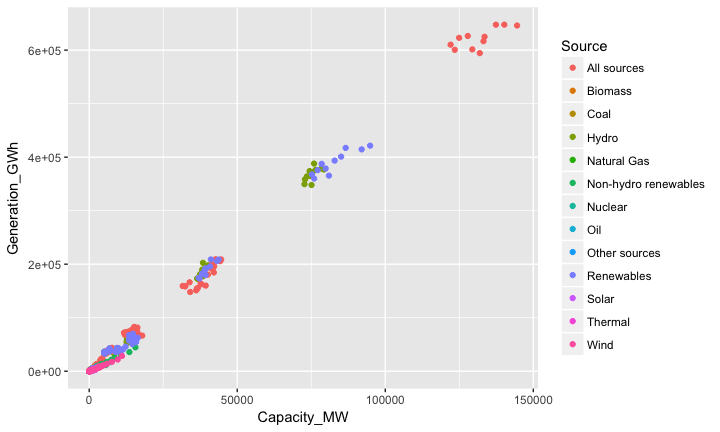 Generation_GWh
6e+05
4e+05
2e+05
0e+00
0
50000
100000
150000
Capacity_MW
Source
All sources
Biomass
Coal
Hydro
Natural Gas
Non-hydro renewables
Nuclear
Oil
Other sources
Renewables
Solar
Thermal
Wind